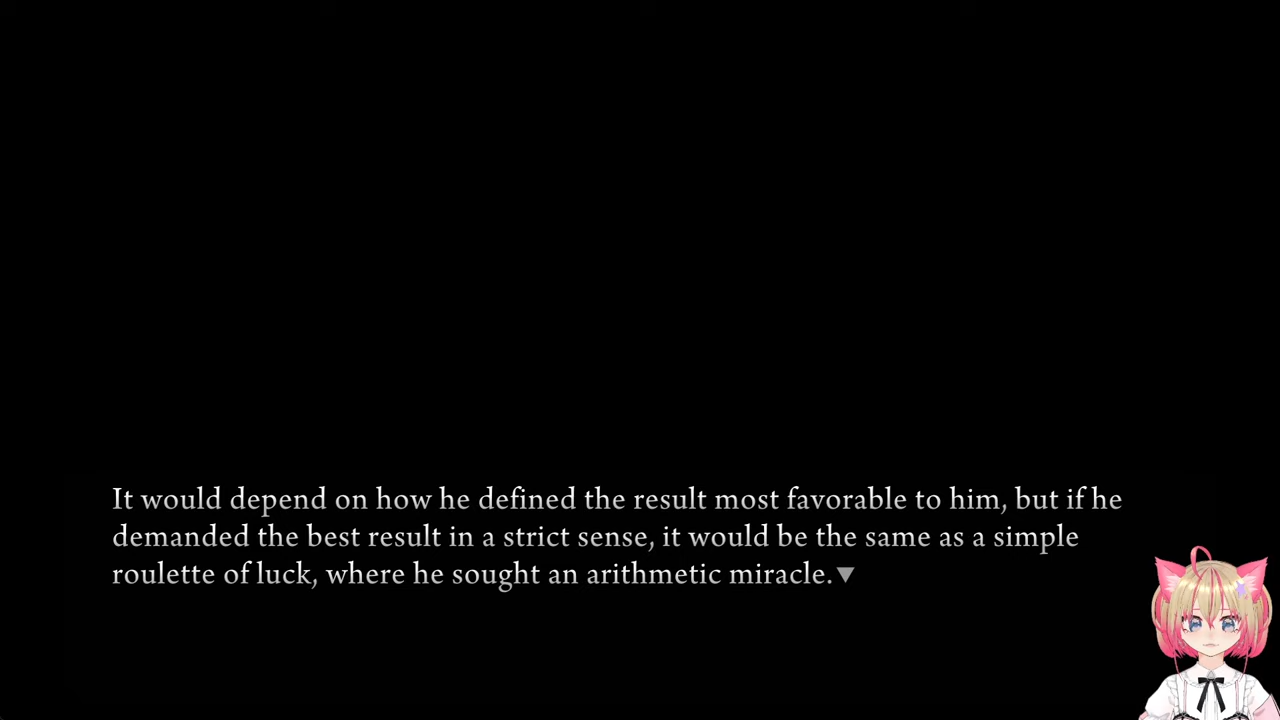 It would depend on how he defined the result most favorable to him, but if he
demanded the best result in a strict sense, it would be the same as a simple
roulette of luck, where he sought an arithmetic miracle.